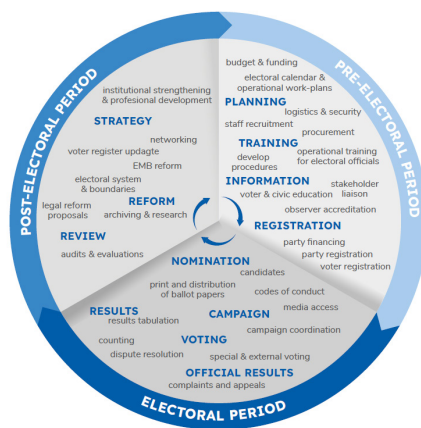 POST-ELECTORAL PERIOD
institutional strengthening
& profesional development
STRATEGY
networking
voter register updagte
EMB reform
electoral system
& boundaries
REFORM
legal reform
proposals
archiving & research
REVIEW
audits & evaluations
PRE-ELECTORAL PERIOD
budget & funding
electoral calendar &
operational work-plans
PLANNING
logistics & security
staff recruitment
procurement
TRAINING
operational training
for electoral officials
develop
procedures
INFORMATION
stakeholder
liaison
voter & civic education
observer accreditation
REGISTRATION
party financing
party registration
voter registration
NOMINATION
candidates
print and distribution
of ballot papers
codes of conduct
media access
RESULTS
CAMPAIGN
results tabulation
campaign coordination
counting
VOTING
dispute resolution
special & external voting
OFFICIAL RESULTS
complaints and appeals
ELECTORAL PERIOD